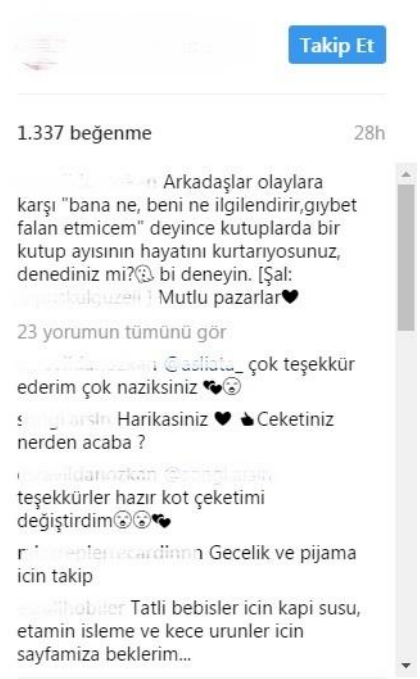 Takip Et
1.337 beğenme
28h
Arkadaşlar olaylara
karşı "bana ne, beni ne ilgilendirir,gıybet
falan etmicem" deyince kutuplarda bir
kutup ayısının hayatını kurtarıyosunuz,
denediniz mi? bi deneyin. [Şal:
] Mutlu pazarlar🖤
23 yorumun tümünü gör
@asliata_ çok teşekkür
ederim çok naziksiniz
Harikasiniz 🖤 👍Ceketiniz
nerden acaba ?
teşekkürler hazır kot çeketimi
değiştirdim
Gecelik ve pijama
icin takip
Tatli bebisler icin kapi susu,
etamin isleme ve kece urunler icin
sayfamiza beklerim...